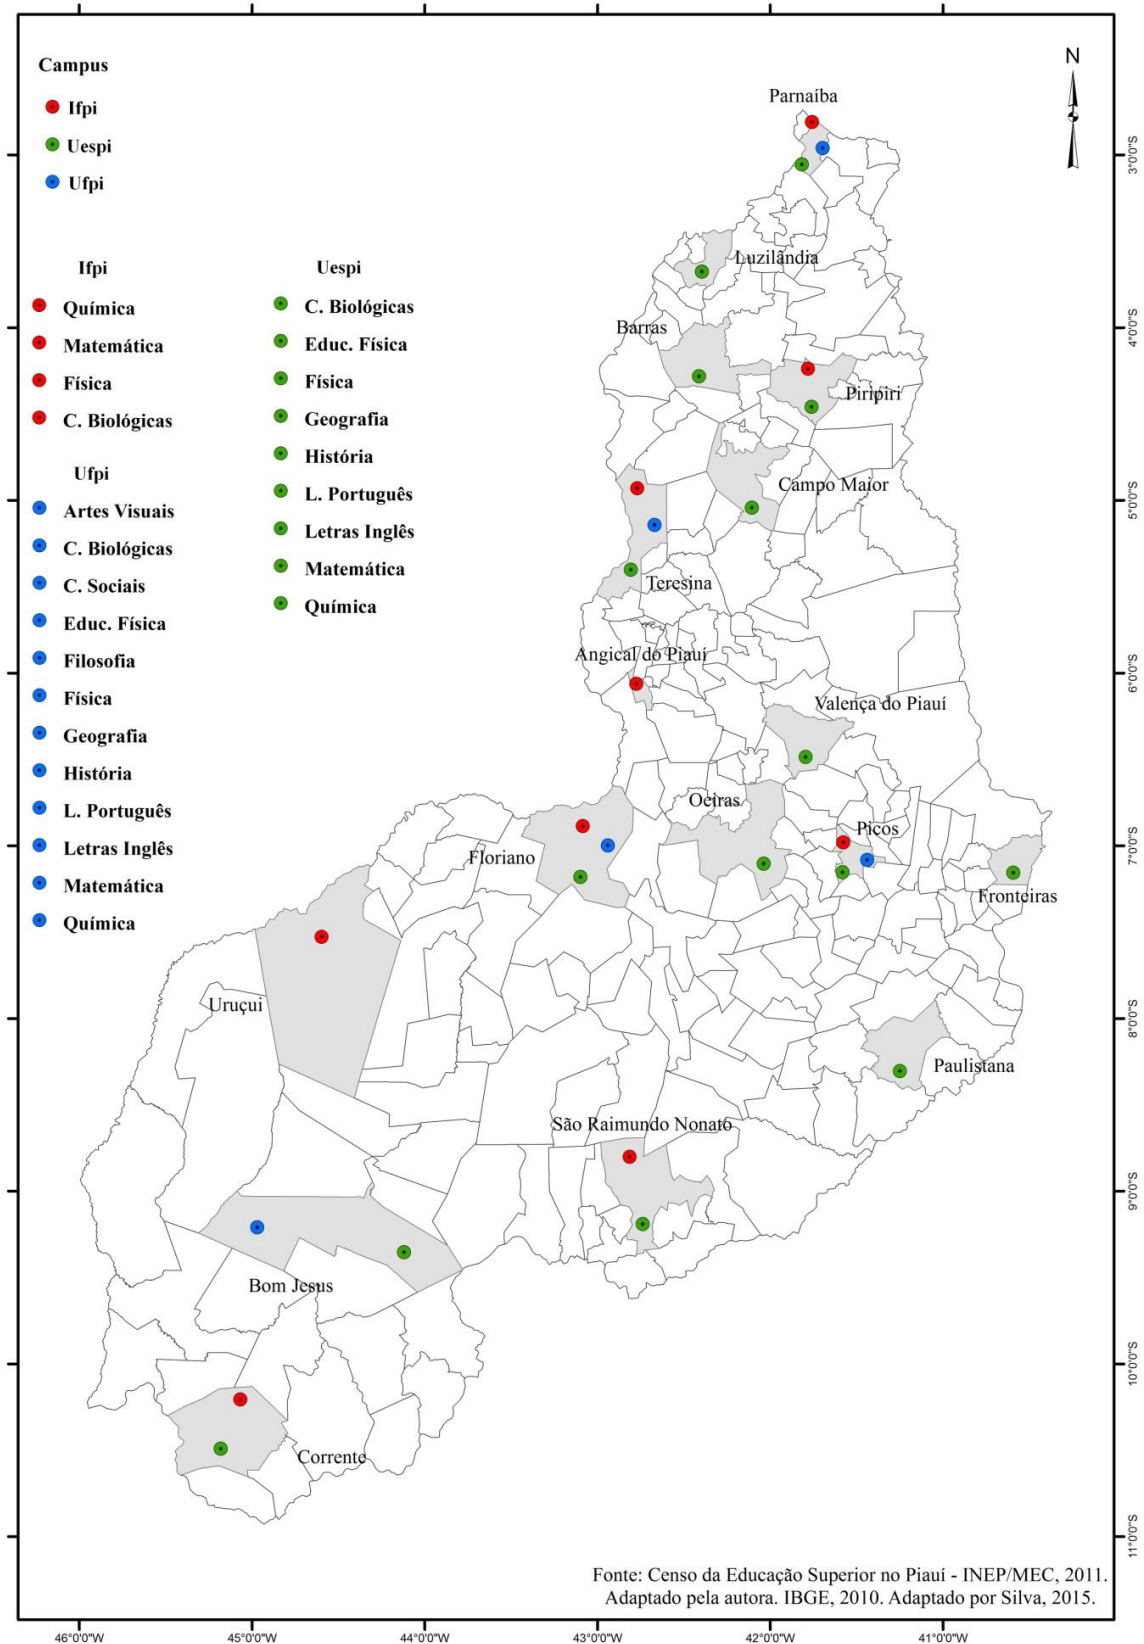 Campus
Ifpi
Uespi
Ufpi
Ifpi
Química
Matemática
Física
C. Biológicas
Ufpi
Artes Visuais
C. Biológicas
C. Sociais
Educ. Física
Filosofia
Física
Geografia
História
L. Português
Letras Inglês
Matemática
Química
Uespi
C. Biológicas
Educ. Física
Física
Geografia
História
L. Português
Letras Inglês
Matemática
Química
N
Parnaíba
Luzilândia
Barras
Piripiri
Campo Maior
Teresina
Angical do Piauí
Valença do Piauí
Oeiras
Picos
Floriano
Fronteiras
Uruçui
Paulistana
São Raimundo Nonato
Bom Jesus
Corrente
3°0'0"S
4°0'0"S
5°0'0"S
6°0'0"S
7°0'0"S
8°0'0"S
9°0'0"S
10°0'0"S
11°0'0"S
Fonte: Censo da Educação Superior no Piauí - INEP/MEC, 2011.
Adaptado pela autora. IBGE, 2010. Adaptado por Silva, 2015.
46°0'0"W 45°0'0"W 44°0'0"W 43°0'0"W 42°0'0"W 41°0'0"W